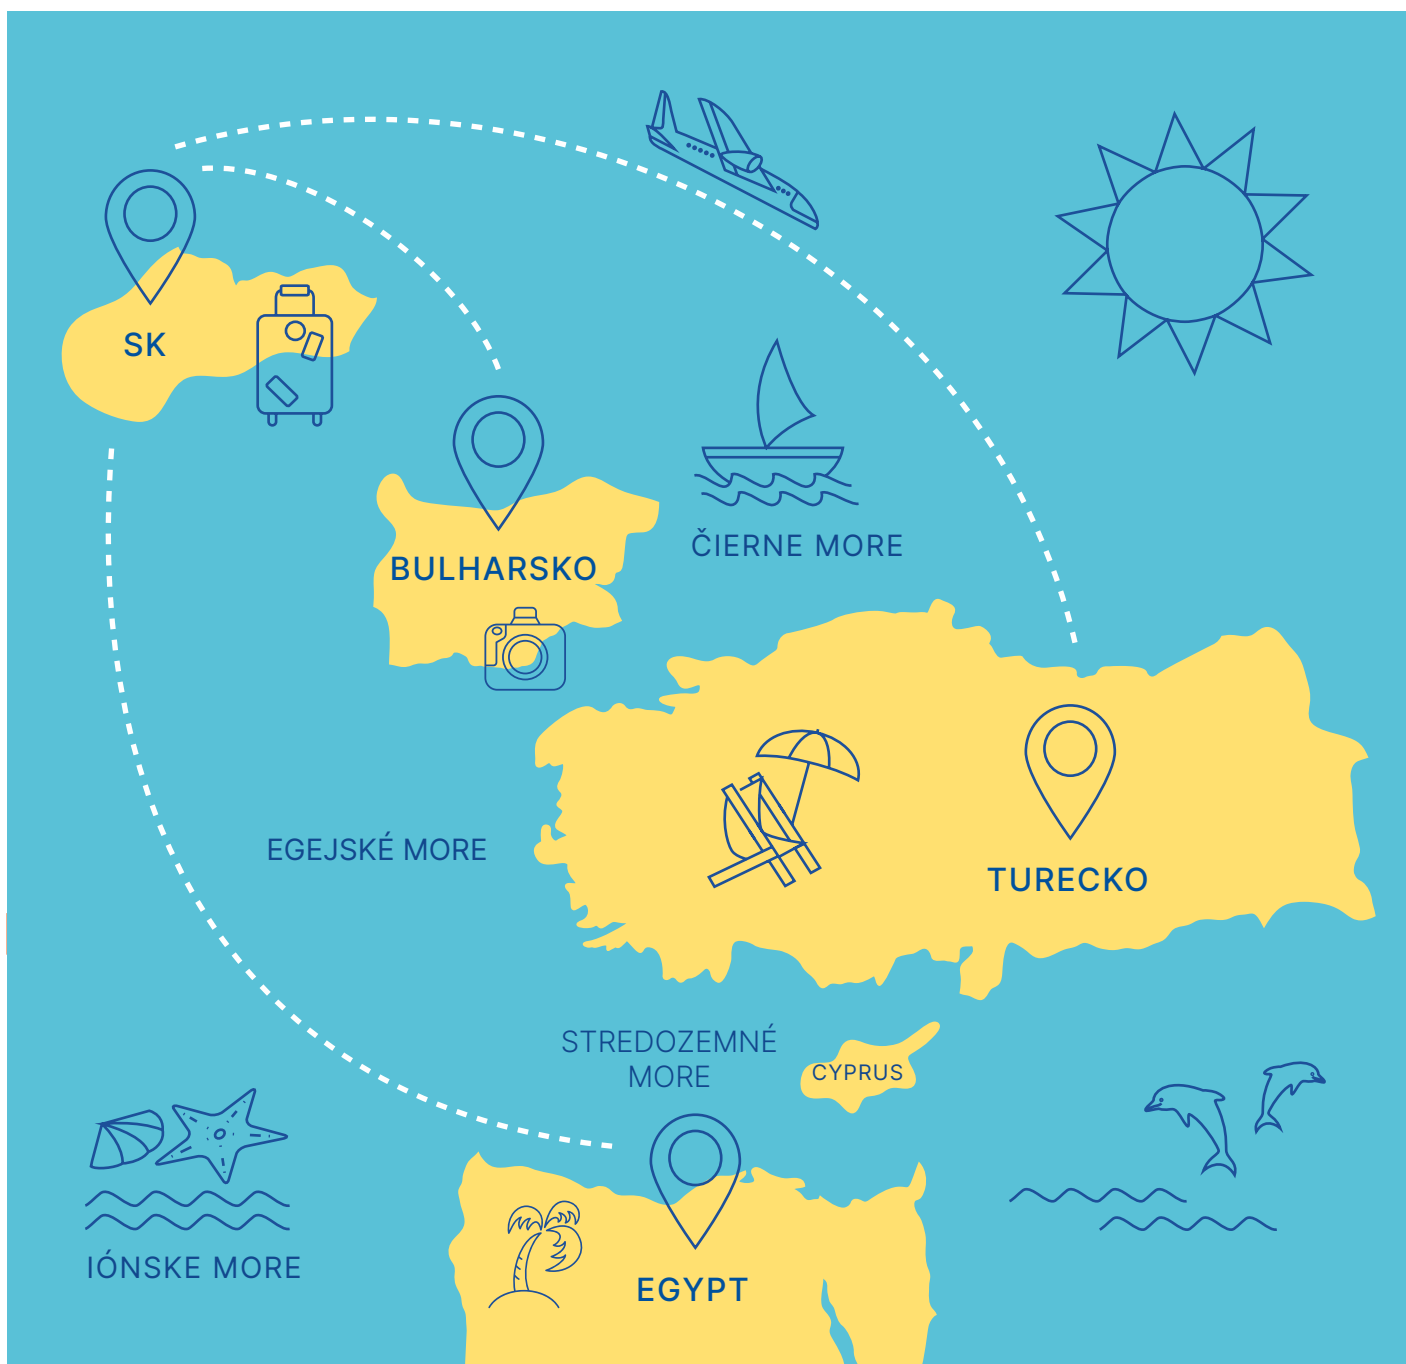 SK
ČIERNE MORE
BULHARSKO
EGEJSKÉ MORE
TURECKO
STREDOZEMNÉ
MORE
CYPRUS
IÓNSKE MORE
EGYPT